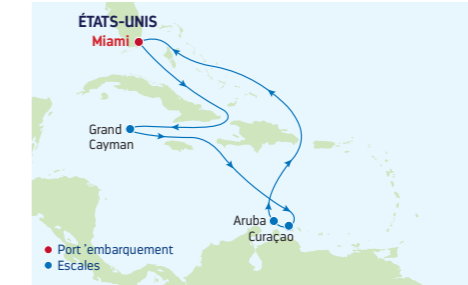 ÉTATS-UNIS
Miami
Grand
Cayman
Aruba
Curaçao
Port ’embarquement
Escales